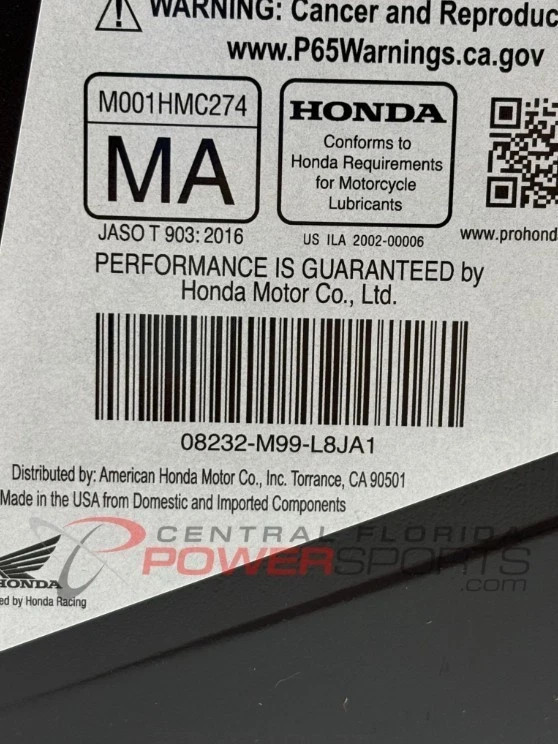 WARNING: Cancer and Reproduc
www.P65Warnings.ca.gov
M001HMC274
MA
JASO T 903: 2016
HONDA
Conforms to
Honda Requirements
for Motorcycle
Lubricants
US ILA 2002-00006
www.prohond
PERFORMANCE IS GUARANTEED by
Honda Motor Co., Ltd.
08232-M99-L8JA1
Distributed by: American Honda Motor Co., Inc. Torrance, CA 90501
Made in the USA from Domestic and Imported Components
CENTRAL FLORIDA
POWERSPORTS
.com
HONDA
ed by Honda Racing